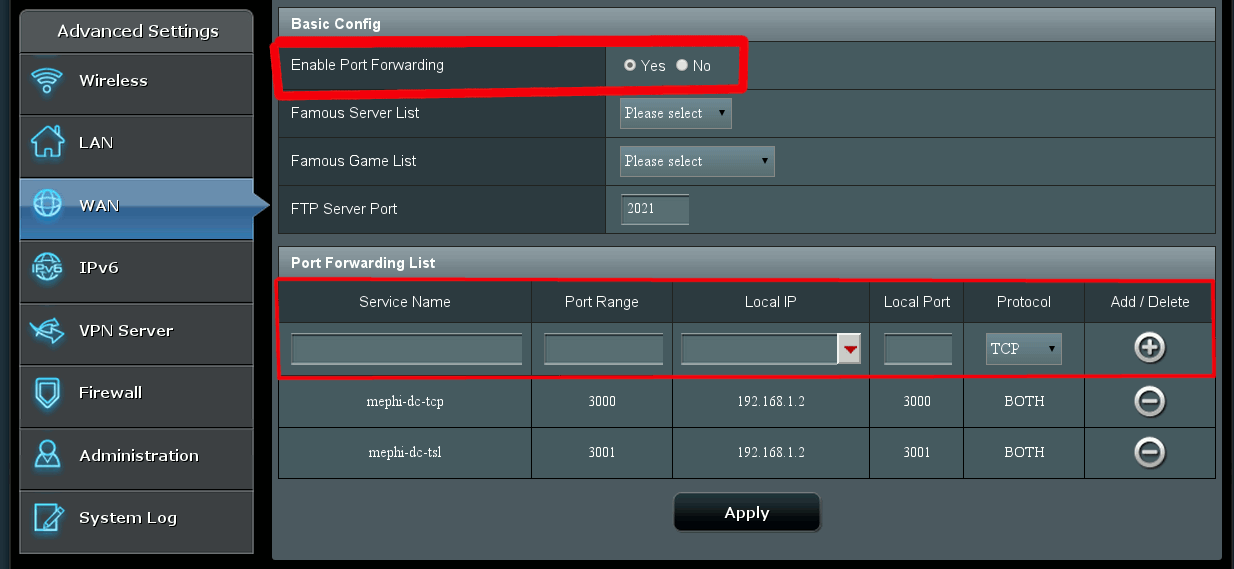 Advanced Settings
Wireless
LAN
WAN
IPv6
VPN Server
Firewall
Administration
System Log
Basic Config
Enable Port Forwarding Yes No
Famous Server List Please select
Famous Game List Please select
FTP Server Port 2021
Port Forwarding List
Service Name Port Range Local IP Local Port Protocol Add / Delete
TCP
mephi-dc-tcp 3000 192.168.1.2 3000 BOTH
mephi-dc-tsl 3001 192.168.1.2 3001 BOTH
Apply